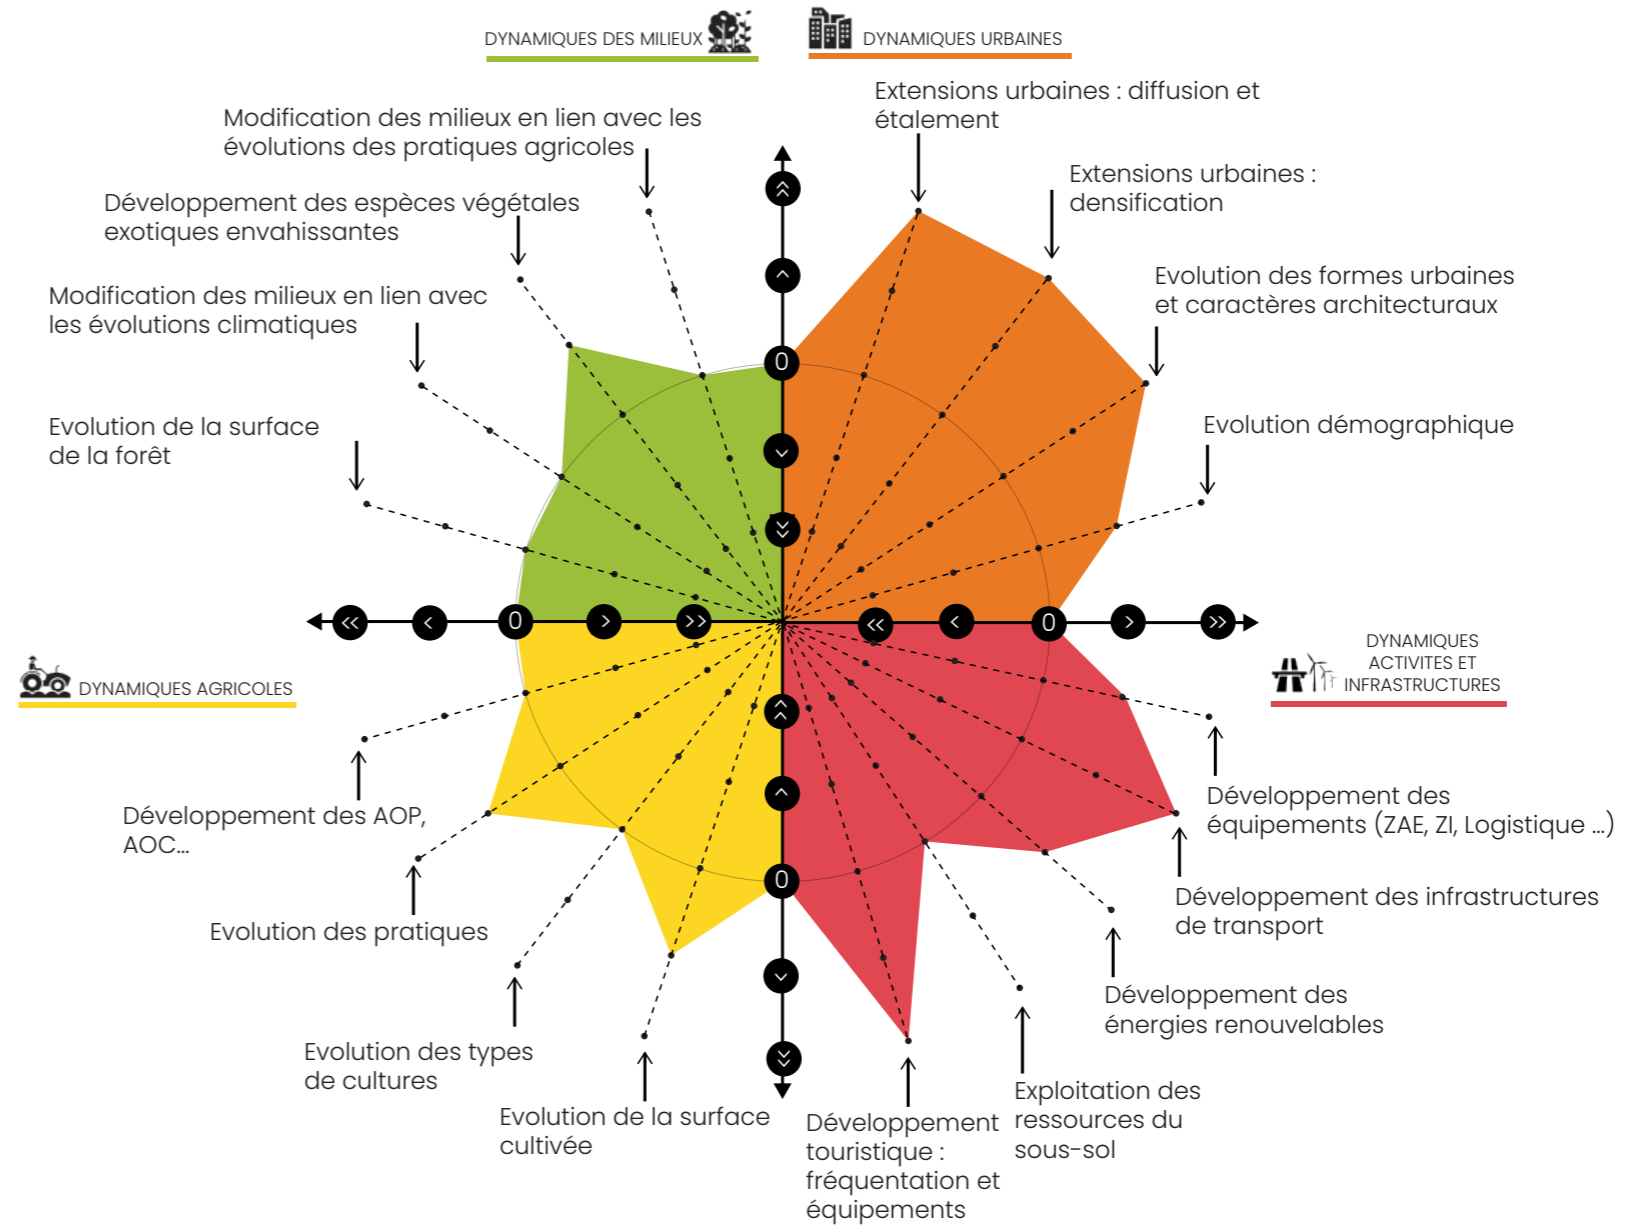 DYNAMIQUES DES MILIEUX
DYNAMIQUES URBAINES
Extensions urbaines : diffusion et
étalement
Modification des milieux en lien avec les
évolutions des pratiques agricoles
Extensions urbaines :
densification
Développement des espèces végétales
exotiques envahissantes
Evolution des formes urbaines
et caractères architecturaux
Modification des milieux en lien avec
les évolutions climatiques
Evolution démographique
Evolution de la surface
de la forêt
0
<< < 0 > >>
<< < 0 > >>
DYNAMIQUES
ACTIVITES ET
INFRASTRUCTURES
DYNAMIQUES AGRICOLES
Développement des
équipements (ZAE, ZI, Logistique ...)
Développement des AOP,
AOC...
0
Développement des infrastructures
de transport
Evolution des pratiques
Développement des
énergies renouvelables
Evolution des types
de cultures
Exploitation des
ressources du
sous-sol
Evolution de la surface
cultivée
Développement
touristique :
fréquentation et
équipements